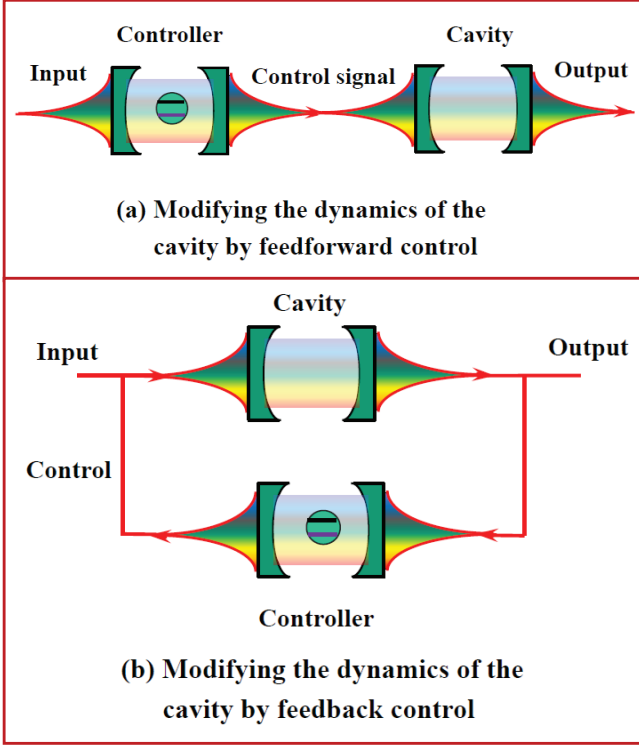 Controller
Cavity
Input
Control signal
Output
(a) Modifying the dynamics of the
cavity by feedforward control
Cavity
Input
Output
Control
Controller
(b) Modifying the dynamics of the
cavity by feedback control